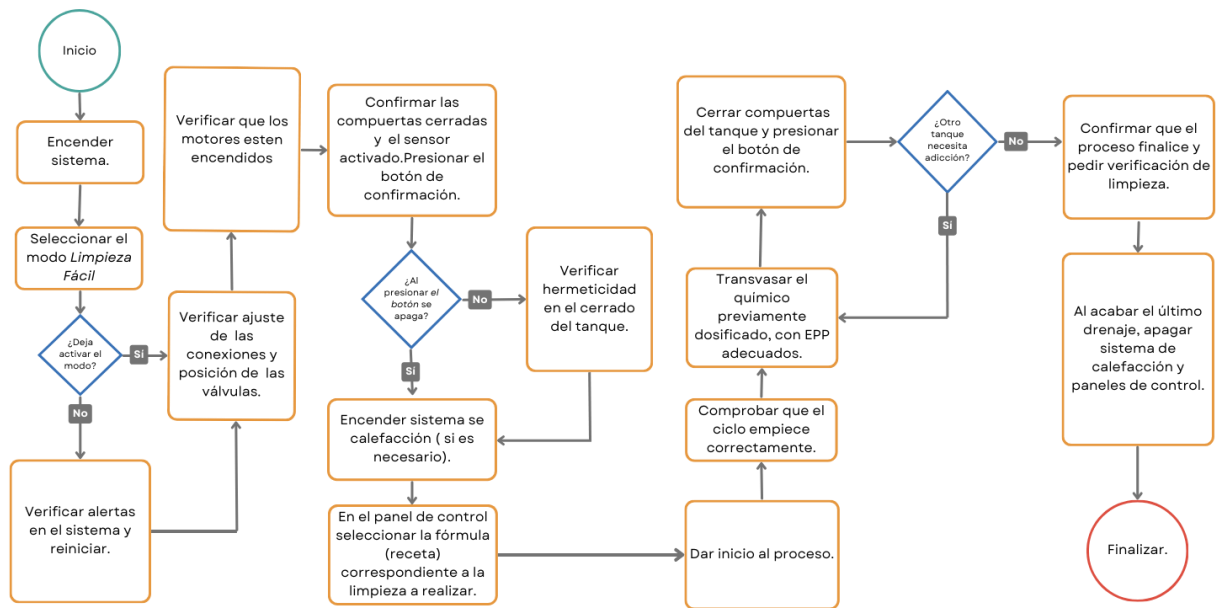 Inicio
Encender
sistema.
Seleccionar el
modo Limpieza
Fácil
¿Deja
activar el
modo?
Sí
No
Verificar alertas
en el sistema y
reiniciar.
Verificar ajuste
de las
conexiones y
posición de las
válvulas.
Verificar que los
motores esten
encendidos
Confirmar las
compuertas cerradas
y el sensor
activado.Presionar el
botón de
confirmación.
¿Al
presionar el
botón se
apaga?
No
Sí
Verificar
hermeticidad
en el cerrado
del tanque.
Encender sistema se
calefacción ( si es
necesario).
En el panel de control
seleccionar la fórmula
(receta)
correspondiente a la
limpieza a realizar.
Dar inicio al proceso.
Comprobar que el
ciclo empiece
correctamente.
Transvasar el
químico
previamente
dosificado, con EPP
adecuados.
Cerrar compuertas
del tanque y presionar
el botón de
confirmación.
¿Otro
tanque
necesita
adicción?
No
Sí
Confirmar que el
proceso finalice y
pedir verificación de
limpieza.
Al acabar el último
drenaje, apagar
sistema de
calefacción y
paneles de control.
Finalizar.